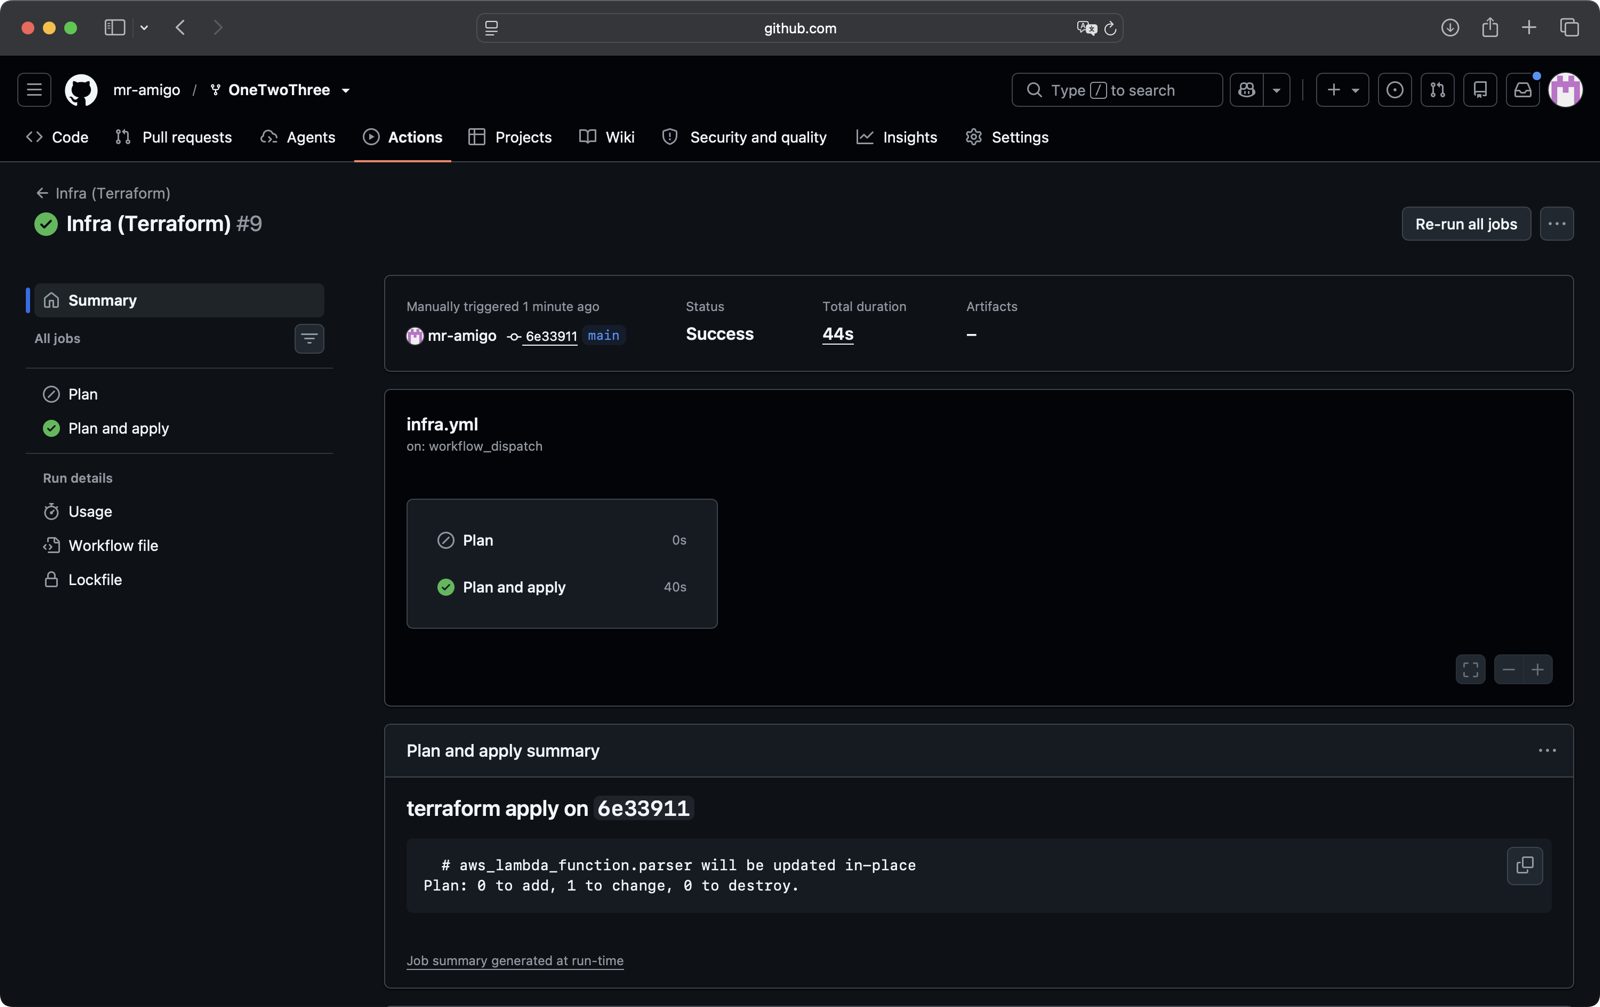 github.com
mr-amigo / OneTwoThree
Type / to search
Code Pull requests Agents Actions Projects Wiki Security and quality Insights Settings
Infra (Terraform)
Infra (Terraform) #9
Re-run all jobs
Summary
All jobs
Plan
Plan and apply
Run details
Usage
Workflow file
Lockfile
Manually triggered 1 minute ago
mr-amigo 6e33911 main
Status
Success
Total duration
44s
Artifacts
–
infra.yml
on: workflow_dispatch
Plan 0s
Plan and apply 40s
Plan and apply summary
terraform apply on 6e33911
# aws_lambda_function.parser will be updated in-place
Plan: 0 to add, 1 to change, 0 to destroy.
Job summary generated at run-time